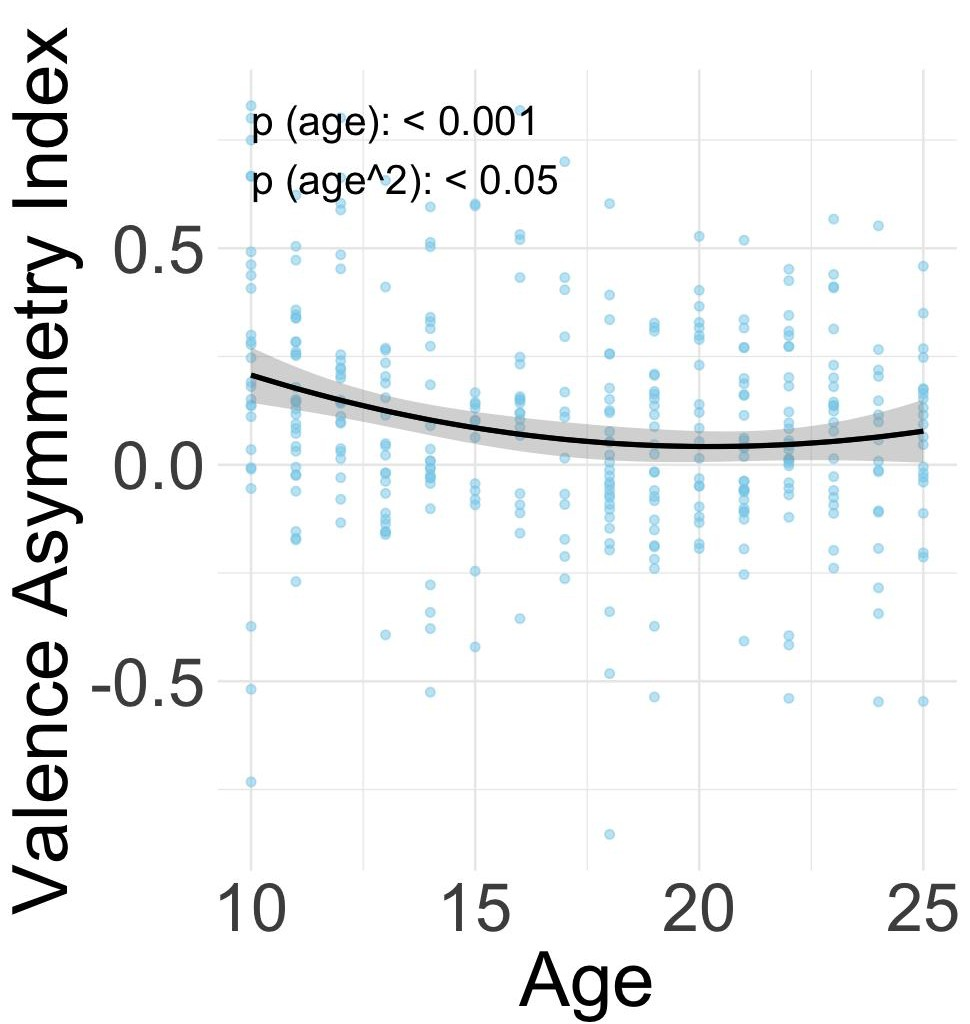 Valence Asymmetry Index
p (age): < 0.001
p (age^2): < 0.05
0.5
0.0
-0.5
10 15 20 25
Age